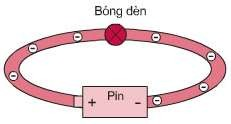 Bóng đèn
+ Pin -